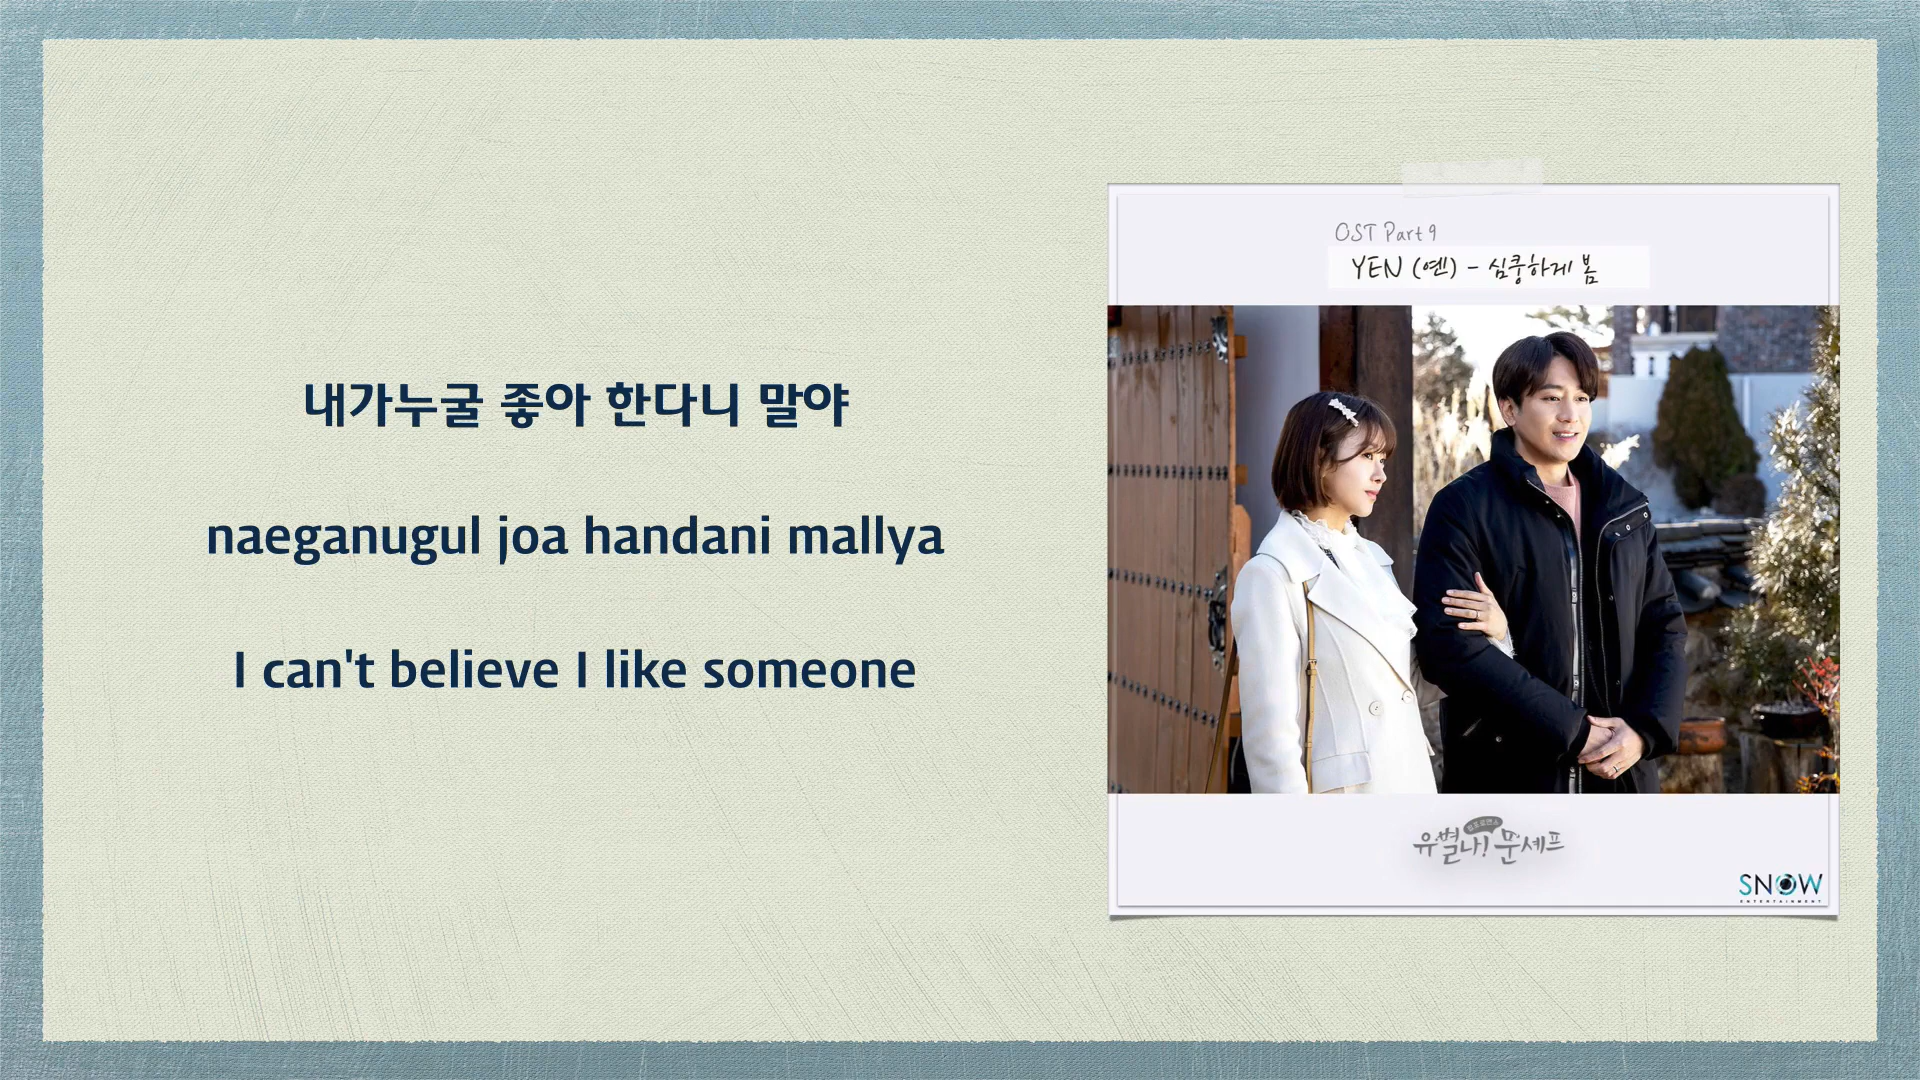 내가누굴 좋아 한다니 말야
naeganugul joa handani mallya
I can't believe I like someone
OST Part 9
YEN (옌) - 심쿵하게 봄
유별나! 문셰프
SNOW
ENTERTAINMENT